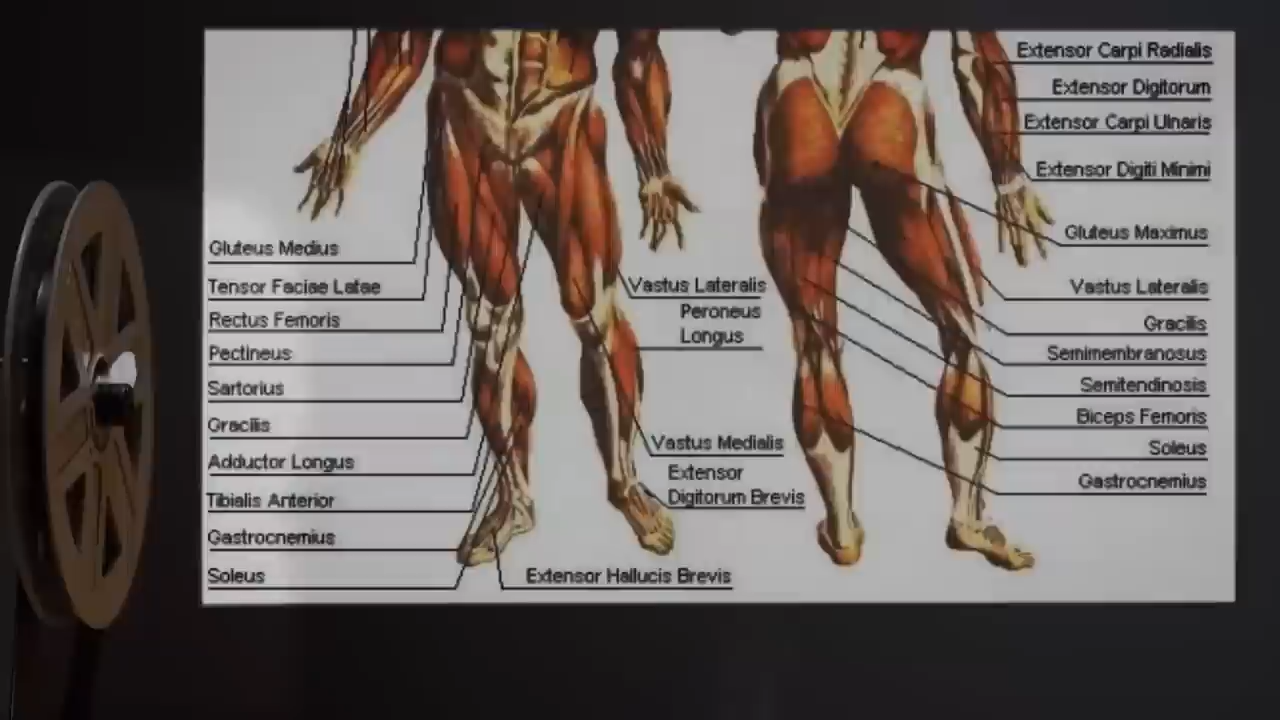 Gluteus Medius
Tensor Faciae Latae
Rectus Femoris
Pectineus
Sartorius
Gracilis
Adductor Longus
Tibialis Anterior
Gastrocnemius
Soleus
Vastus Lateralis
Peroneus
Longus
Vastus Medialis
Extensor
Digitorum Brevis
Extensor Hallucis Brevis
Extensor Carpi Radialis
Extensor Digitorum
Extensor Carpi Ulnaris
Extensor Digiti Minimi
Gluteus Maximus
Vastus Lateralis
Gracilis
Semimembranosus
Semitendinosis
Biceps Femoris
Soleus
Gastrocnemius